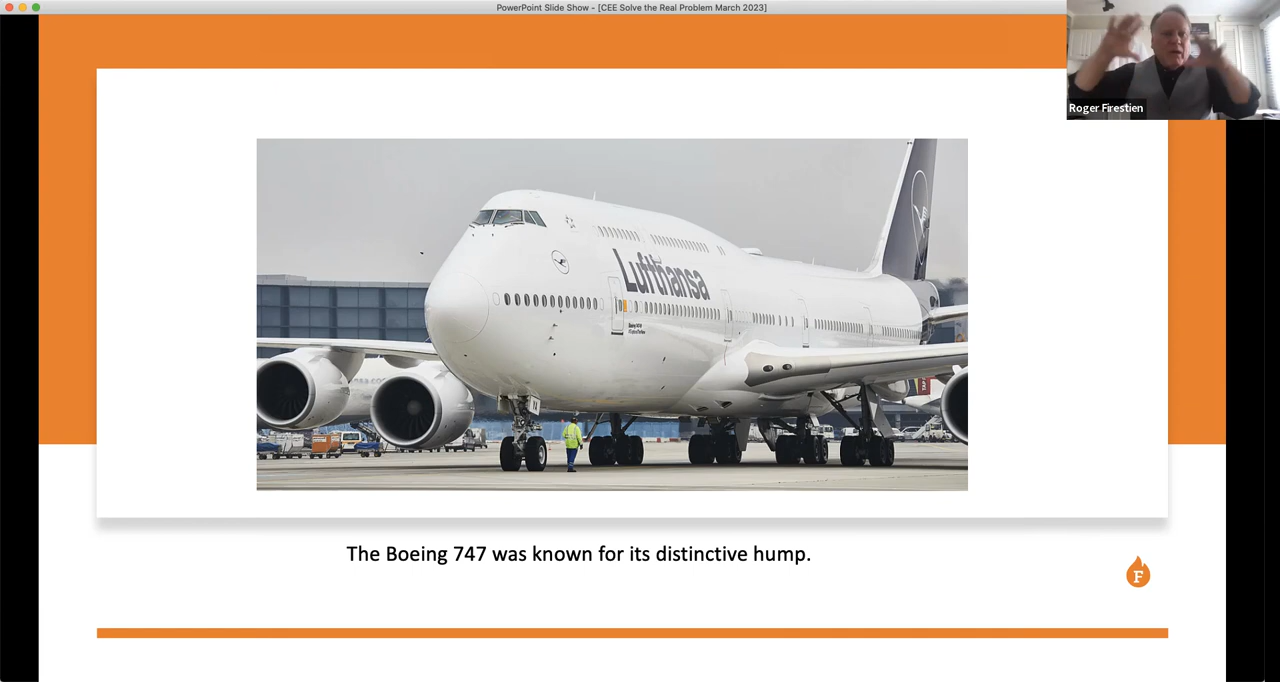 PowerPoint Slide Show - [CEE Solve the Real Problem March 2023]
Roger Firestien
Lufthansa
The Boeing 747 was known for its distinctive hump.
F